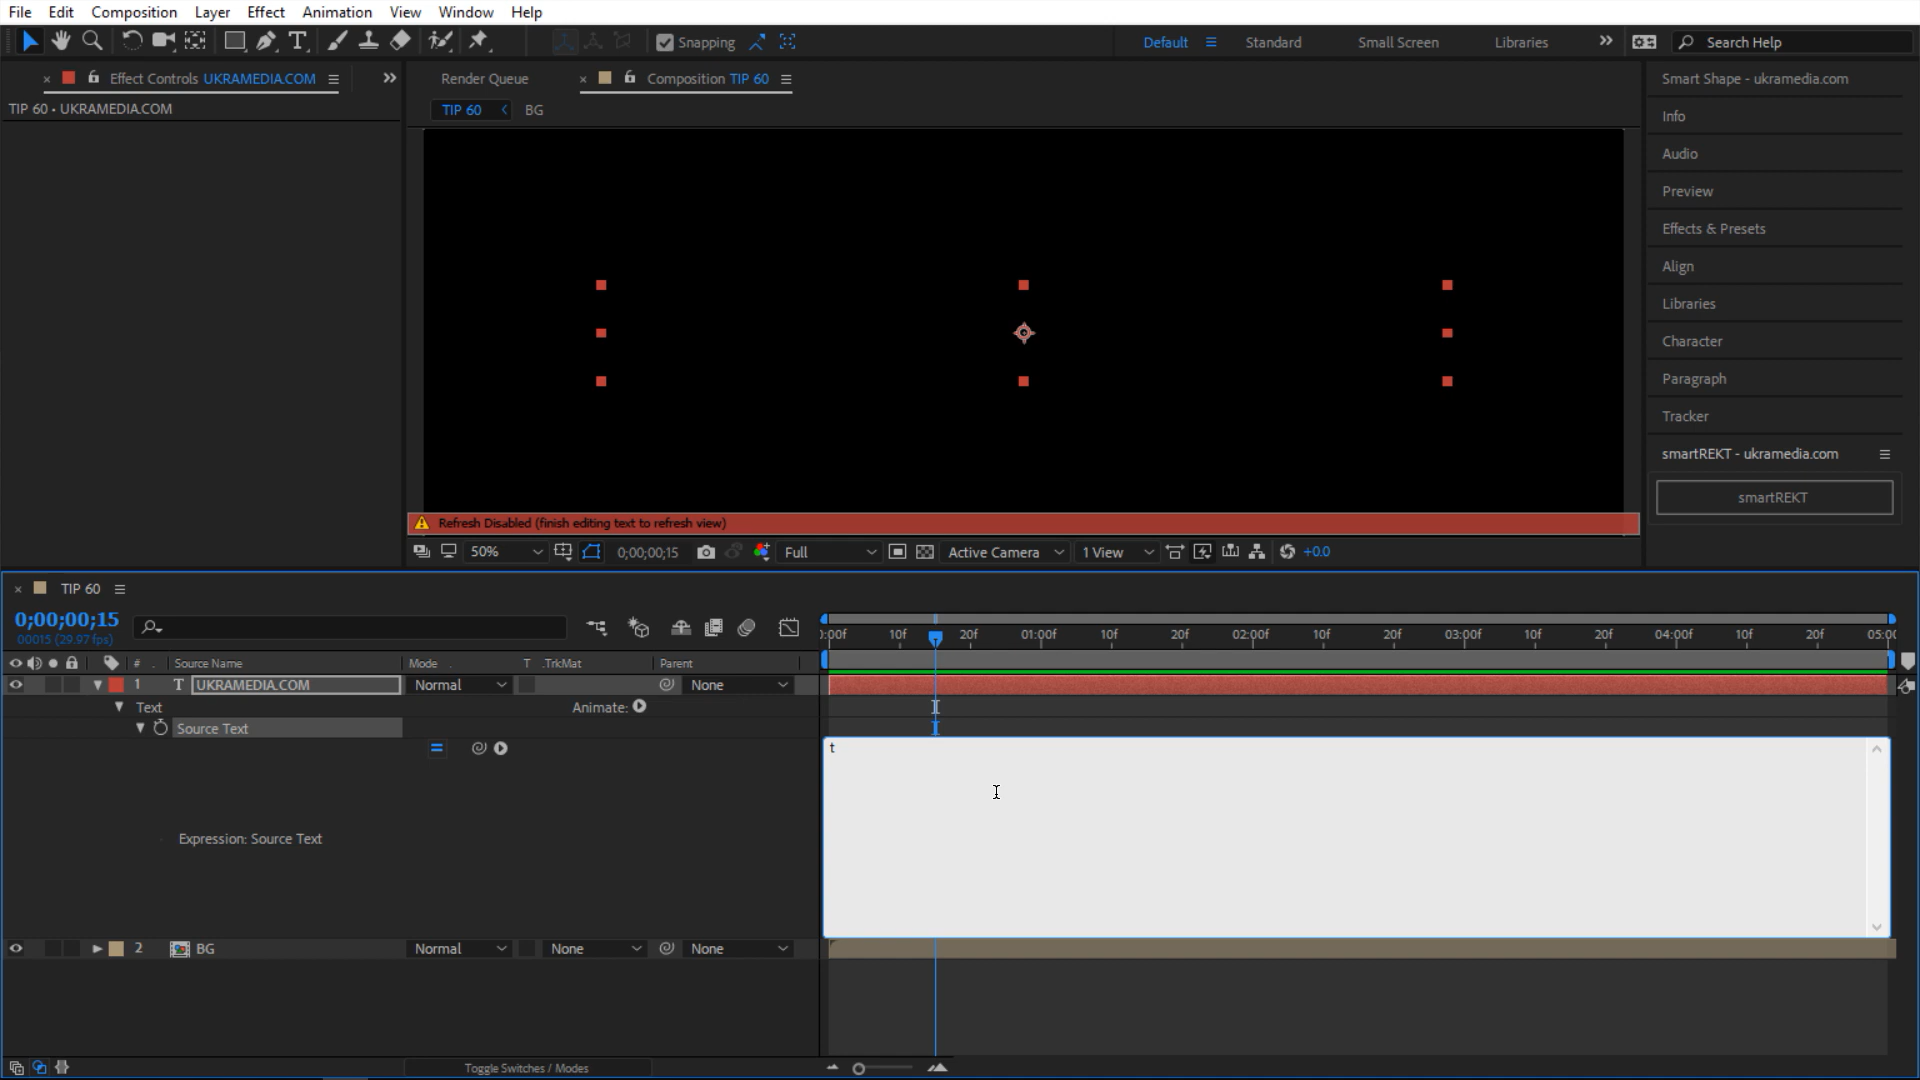 File Edit Composition Layer Effect Animation View Window Help
Snapping Default Standard Small Screen Libraries Search Help
Effect Controls UKRAMEDIA.COM
Render Queue Composition TIP 60
Smart Shape - ukramedia.com
TIP 60 • UKRAMEDIA.COM
TIP 60 BG
Info
Audio
Preview
Effects & Presets
Align
Libraries
Character
Paragraph
Tracker
smartREKT - ukramedia.com
smartREKT
Refresh Disabled (finish editing text to refresh view)
50% 0;00;00;15 Full Active Camera 1 View +0.0
TIP 60
0;00;00;15
00015 (29.97 fps)
):00f 10f 20f 01:00f 10f 20f 02:00f 10f 20f 03:00f 10f 20f 04:00f 10f 20f 05:00
# Source Name Mode T .TrkMat Parent
1 T UKRAMEDIA.COM Normal None
Text Animate:
Source Text
t
Expression: Source Text
2 BG Normal None None
Toggle Switches / Modes